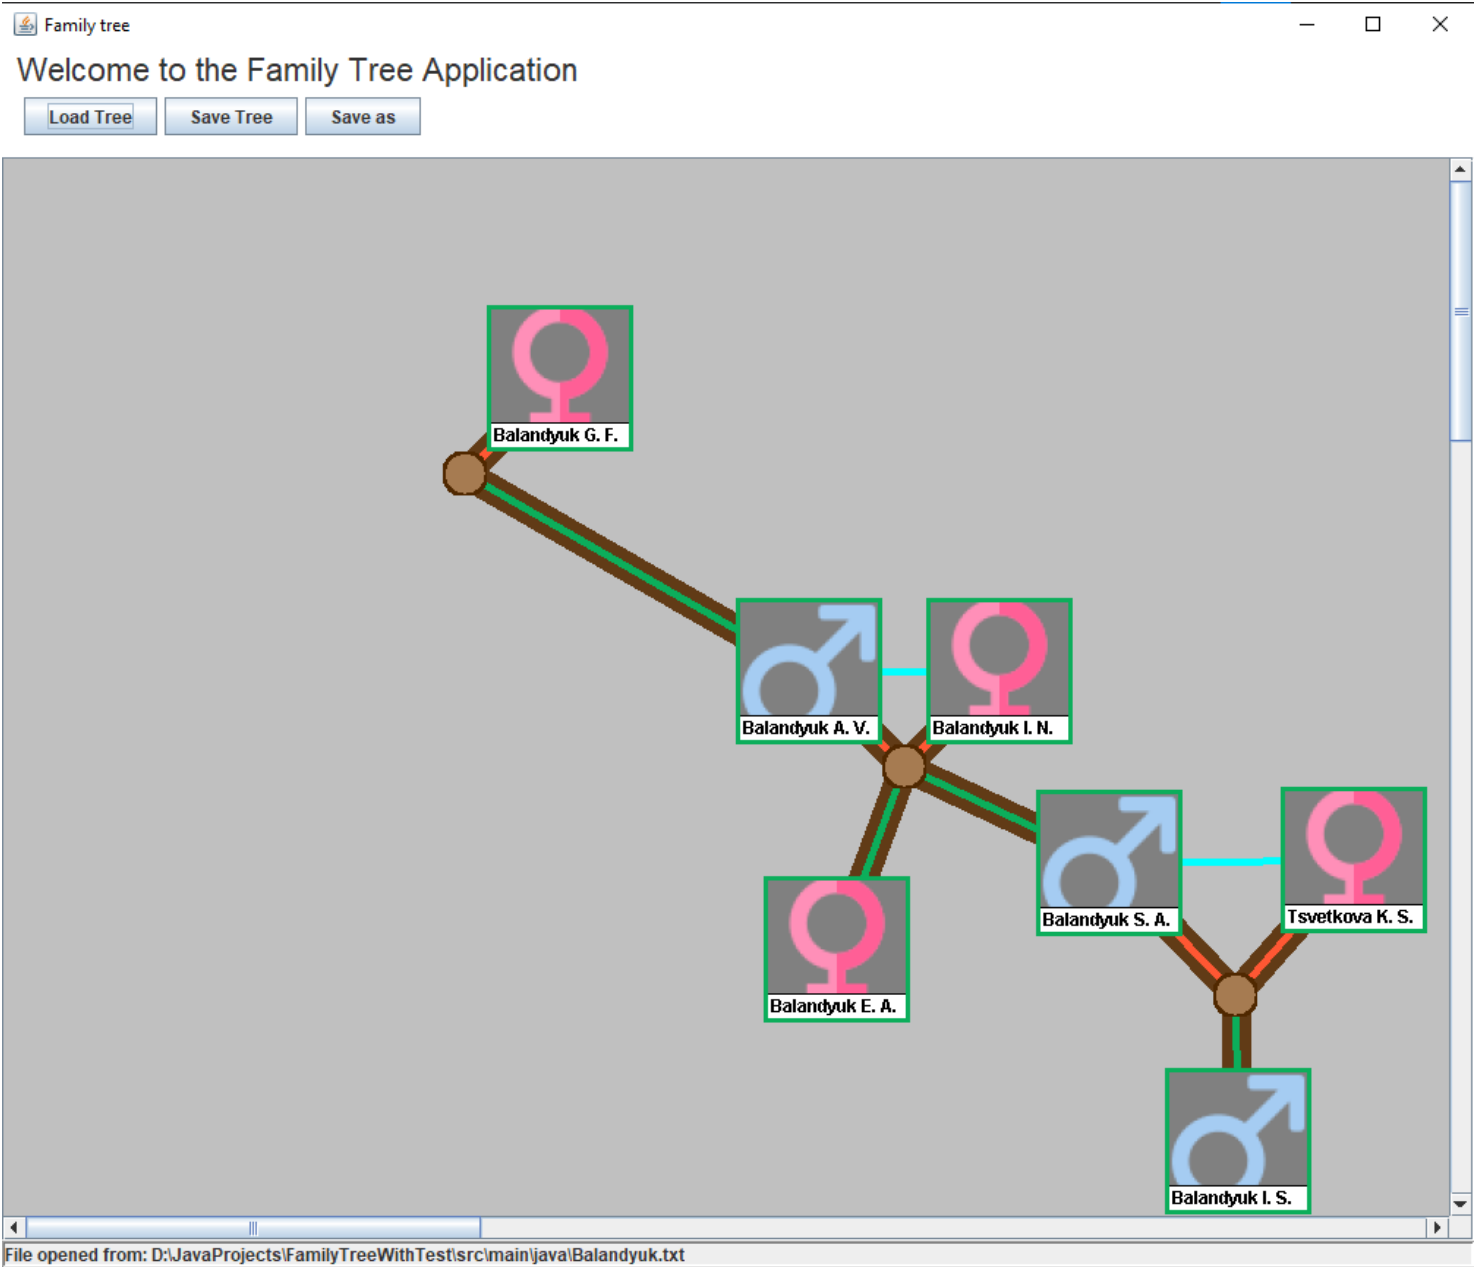 Family tree
Welcome to the Family Tree Application
Load Tree
Save Tree
Save as
Balandyuk G. F.
Balandyuk A. V.
Balandyuk I. N.
Balandyuk S. A.
Tsvetkova K. S.
Balandyuk E. A.
Balandyuk I. S.
File opened from: D:\JavaProjects\FamilyTreeWithTest\src\main\java\Balandyuk.txt